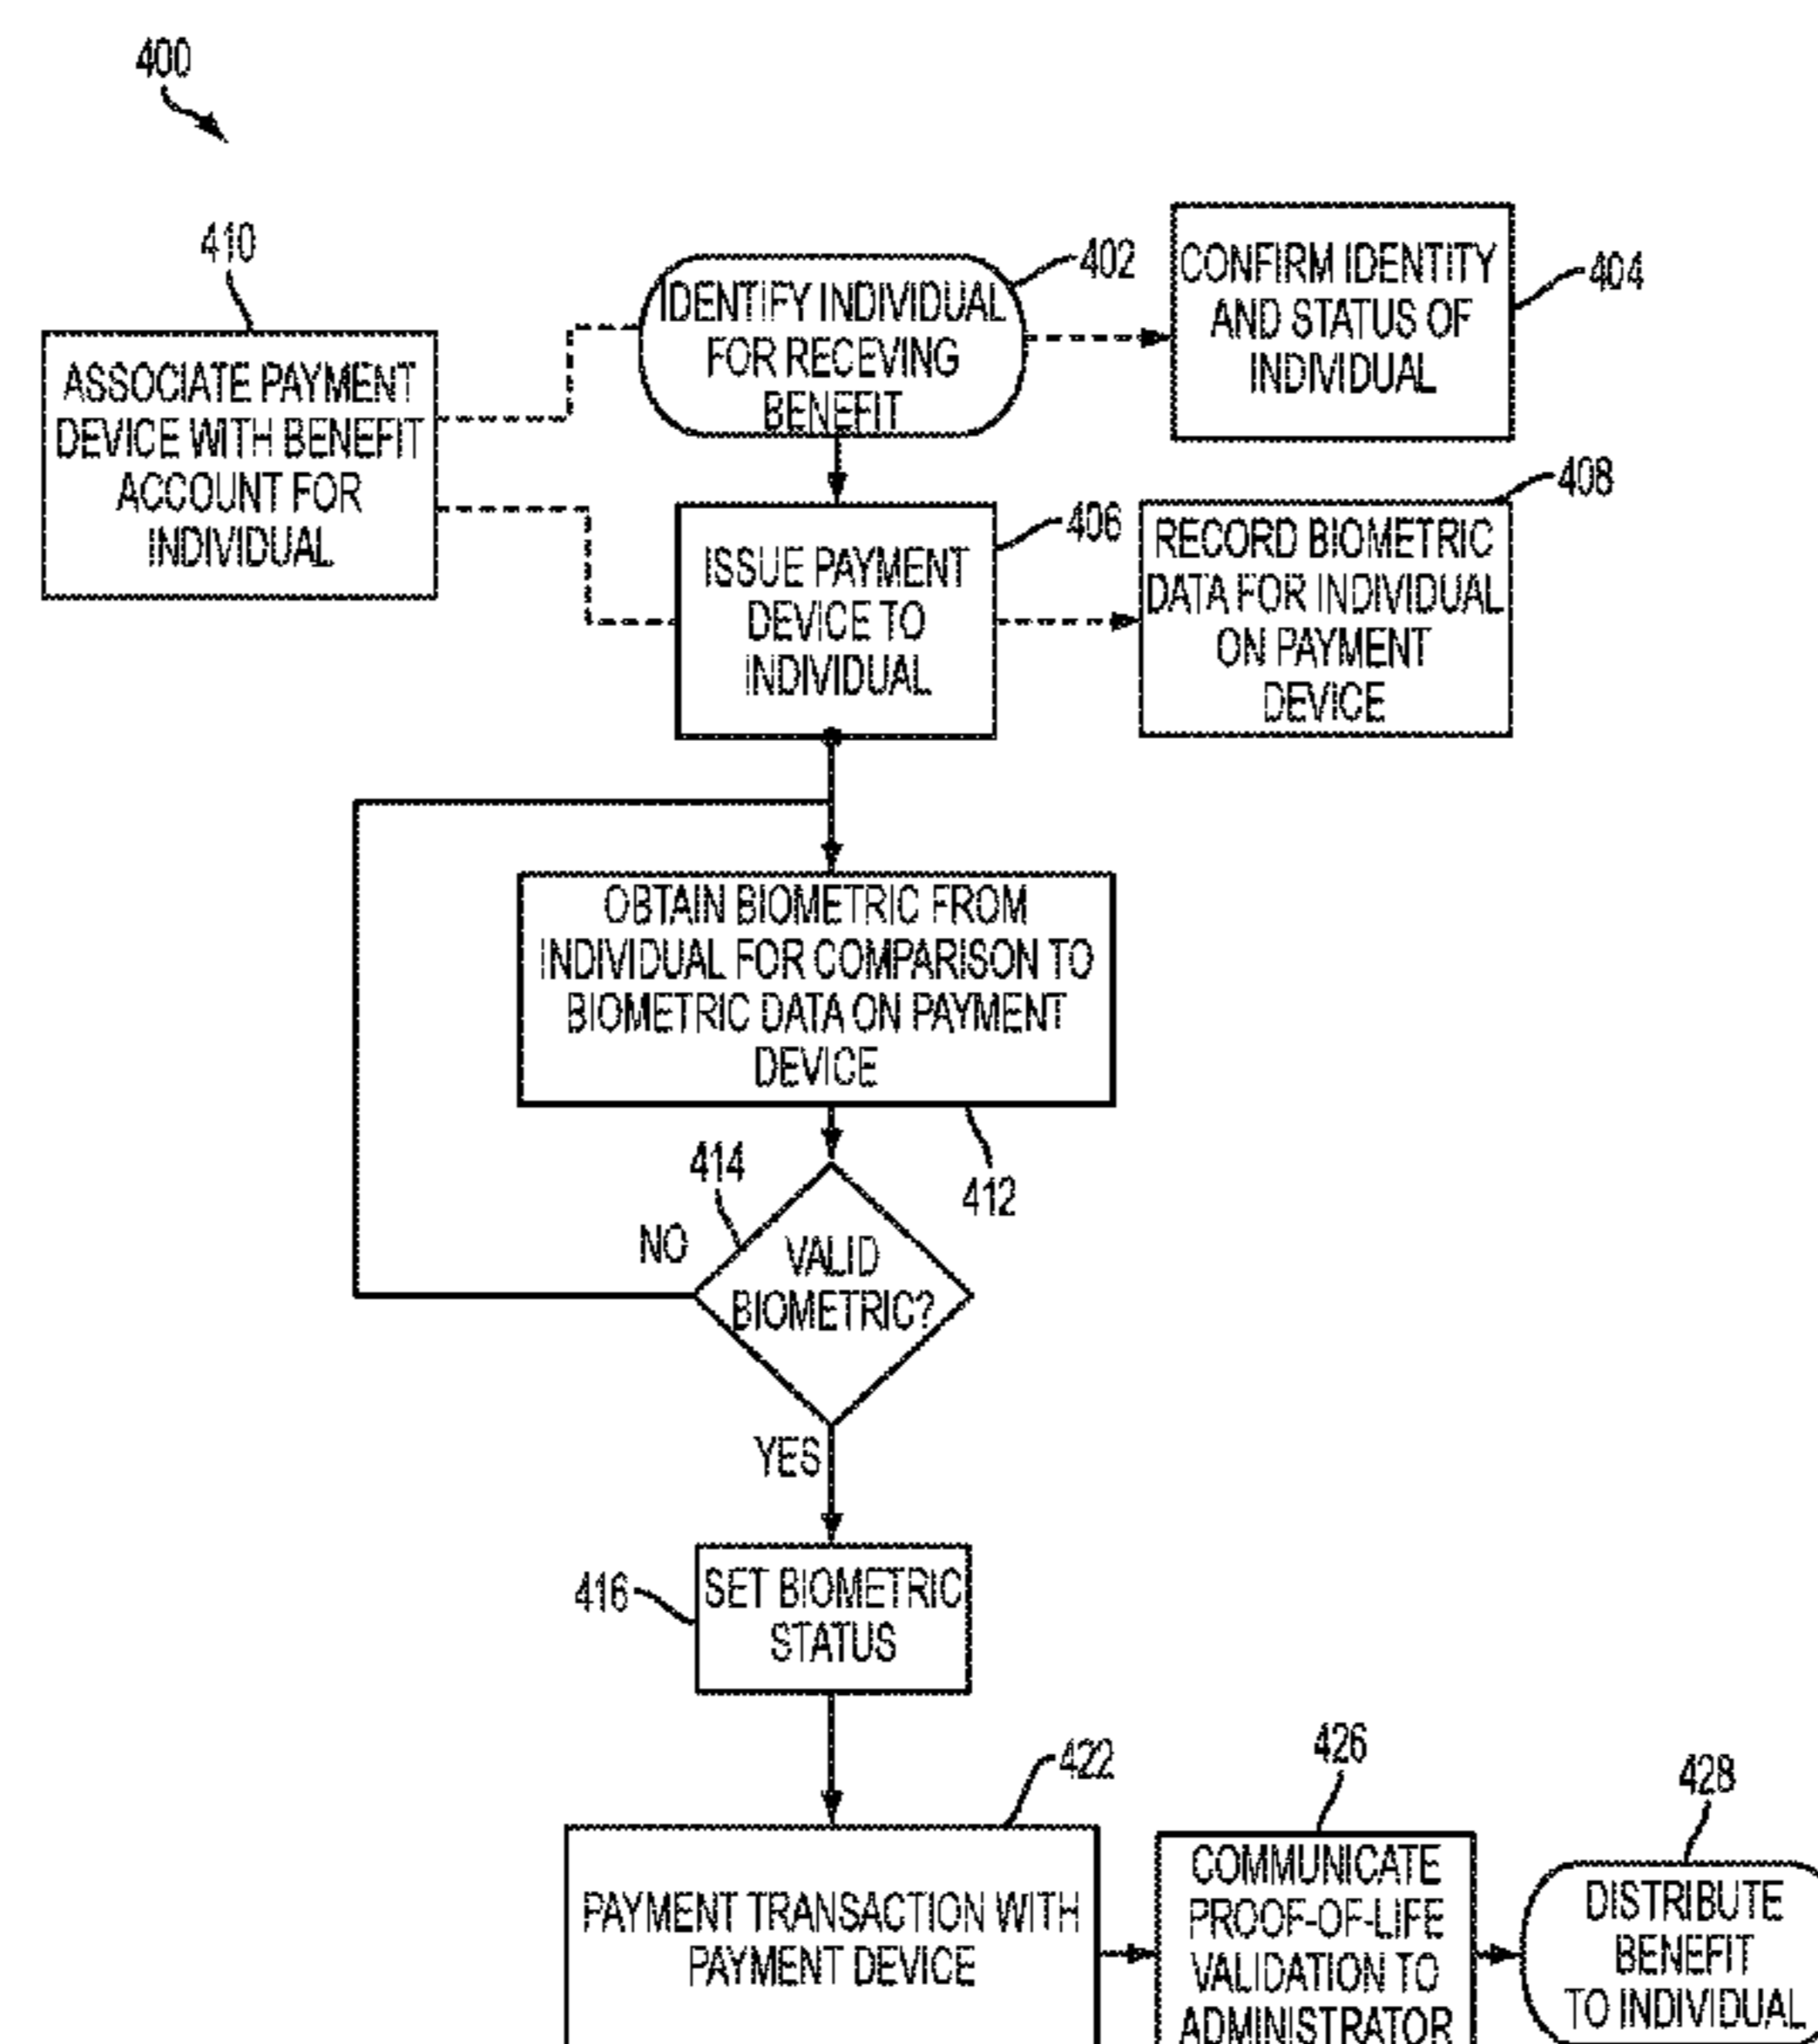 400
410
ASSOCIATE PAYMENT
DEVICE WITH BENEFIT
ACCOUNT FOR
INDIVIDUAL
402
IDENTIFY INDIVIDUAL
FOR RECEVING
BENEFIT
404
CONFIRM IDENTITY
AND STATUS OF
INDIVIDUAL
406
ISSUE PAYMENT
DEVICE TO
INDIVIDUAL
408
RECORD BIOMETRIC
DATA FOR INDIVIDUAL
ON PAYMENT
DEVICE
OBTAIN BIOMETRIC FROM
INDIVIDUAL FOR COMPARISON TO
BIOMETRIC DATA ON PAYMENT
DEVICE
412
414
NO
VALID
BIOMETRIC?
YES
416
SET BIOMETRIC
STATUS
422
PAYMENT TRANSACTION WITH
PAYMENT DEVICE
426
COMMUNICATE
PROOF-OF-LIFE
VALIDATION TO
ADMINISTRATOR
428
DISTRIBUTE
BENEFIT
TO INDIVIDUAL